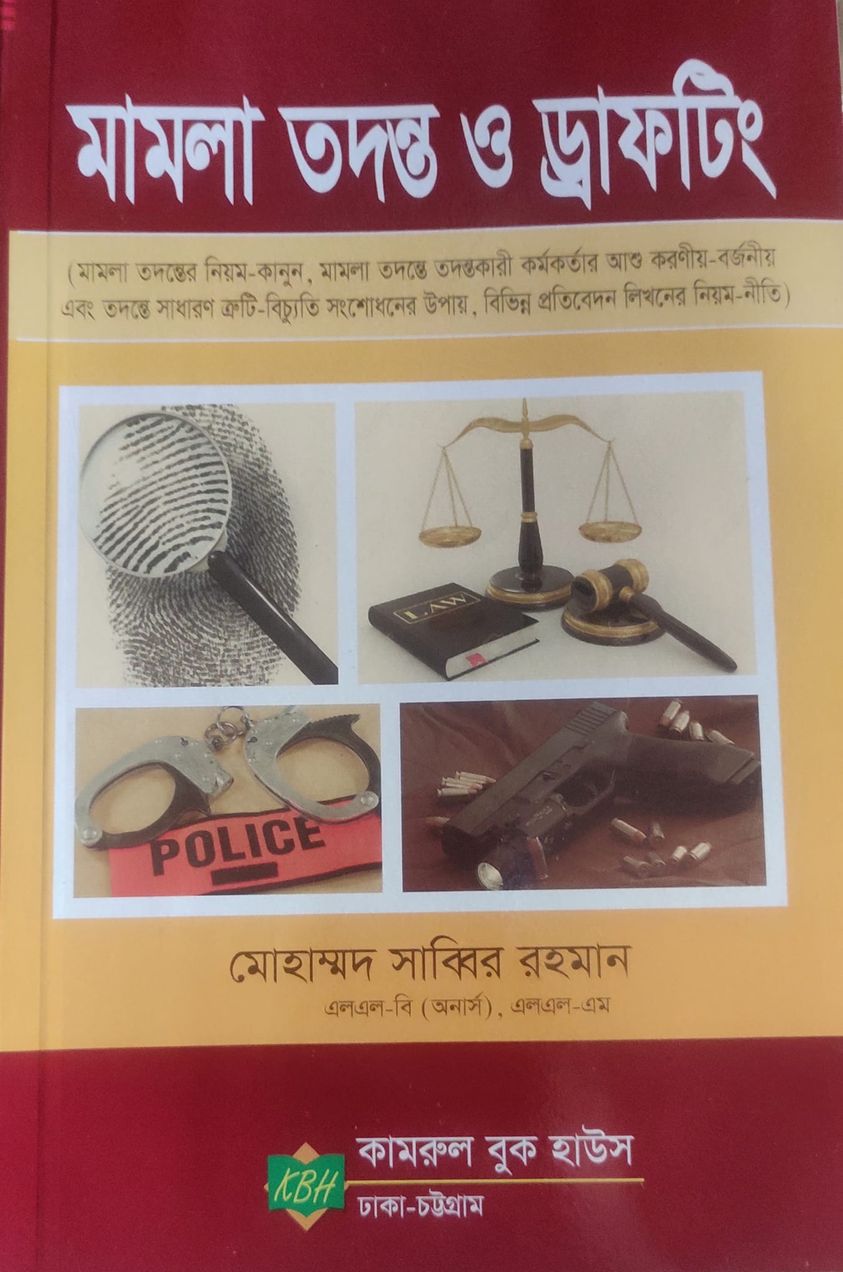 মামলা তদন্ত ও ড্রাফটিং
(মামলা তদন্তের নিয়ম-কানুন, মামলা তদন্তে তদন্তকারী কর্মকর্তার আশু করণীয়-বর্জনীয়
এবং তদন্তে সাধারণ ত্রুটি-বিচ্যুতি সংশোধনের উপায়, বিভিন্ন প্রতিবেদন লিখনের নিয়ম-নীতি)
LAW
POLICE
মোহাম্মদ সাব্বির রহমান
এলএল-বি (অনার্স), এলএল-এম
KBH
কামরুল বুক হাউস
ঢাকা-চট্টগ্রাম